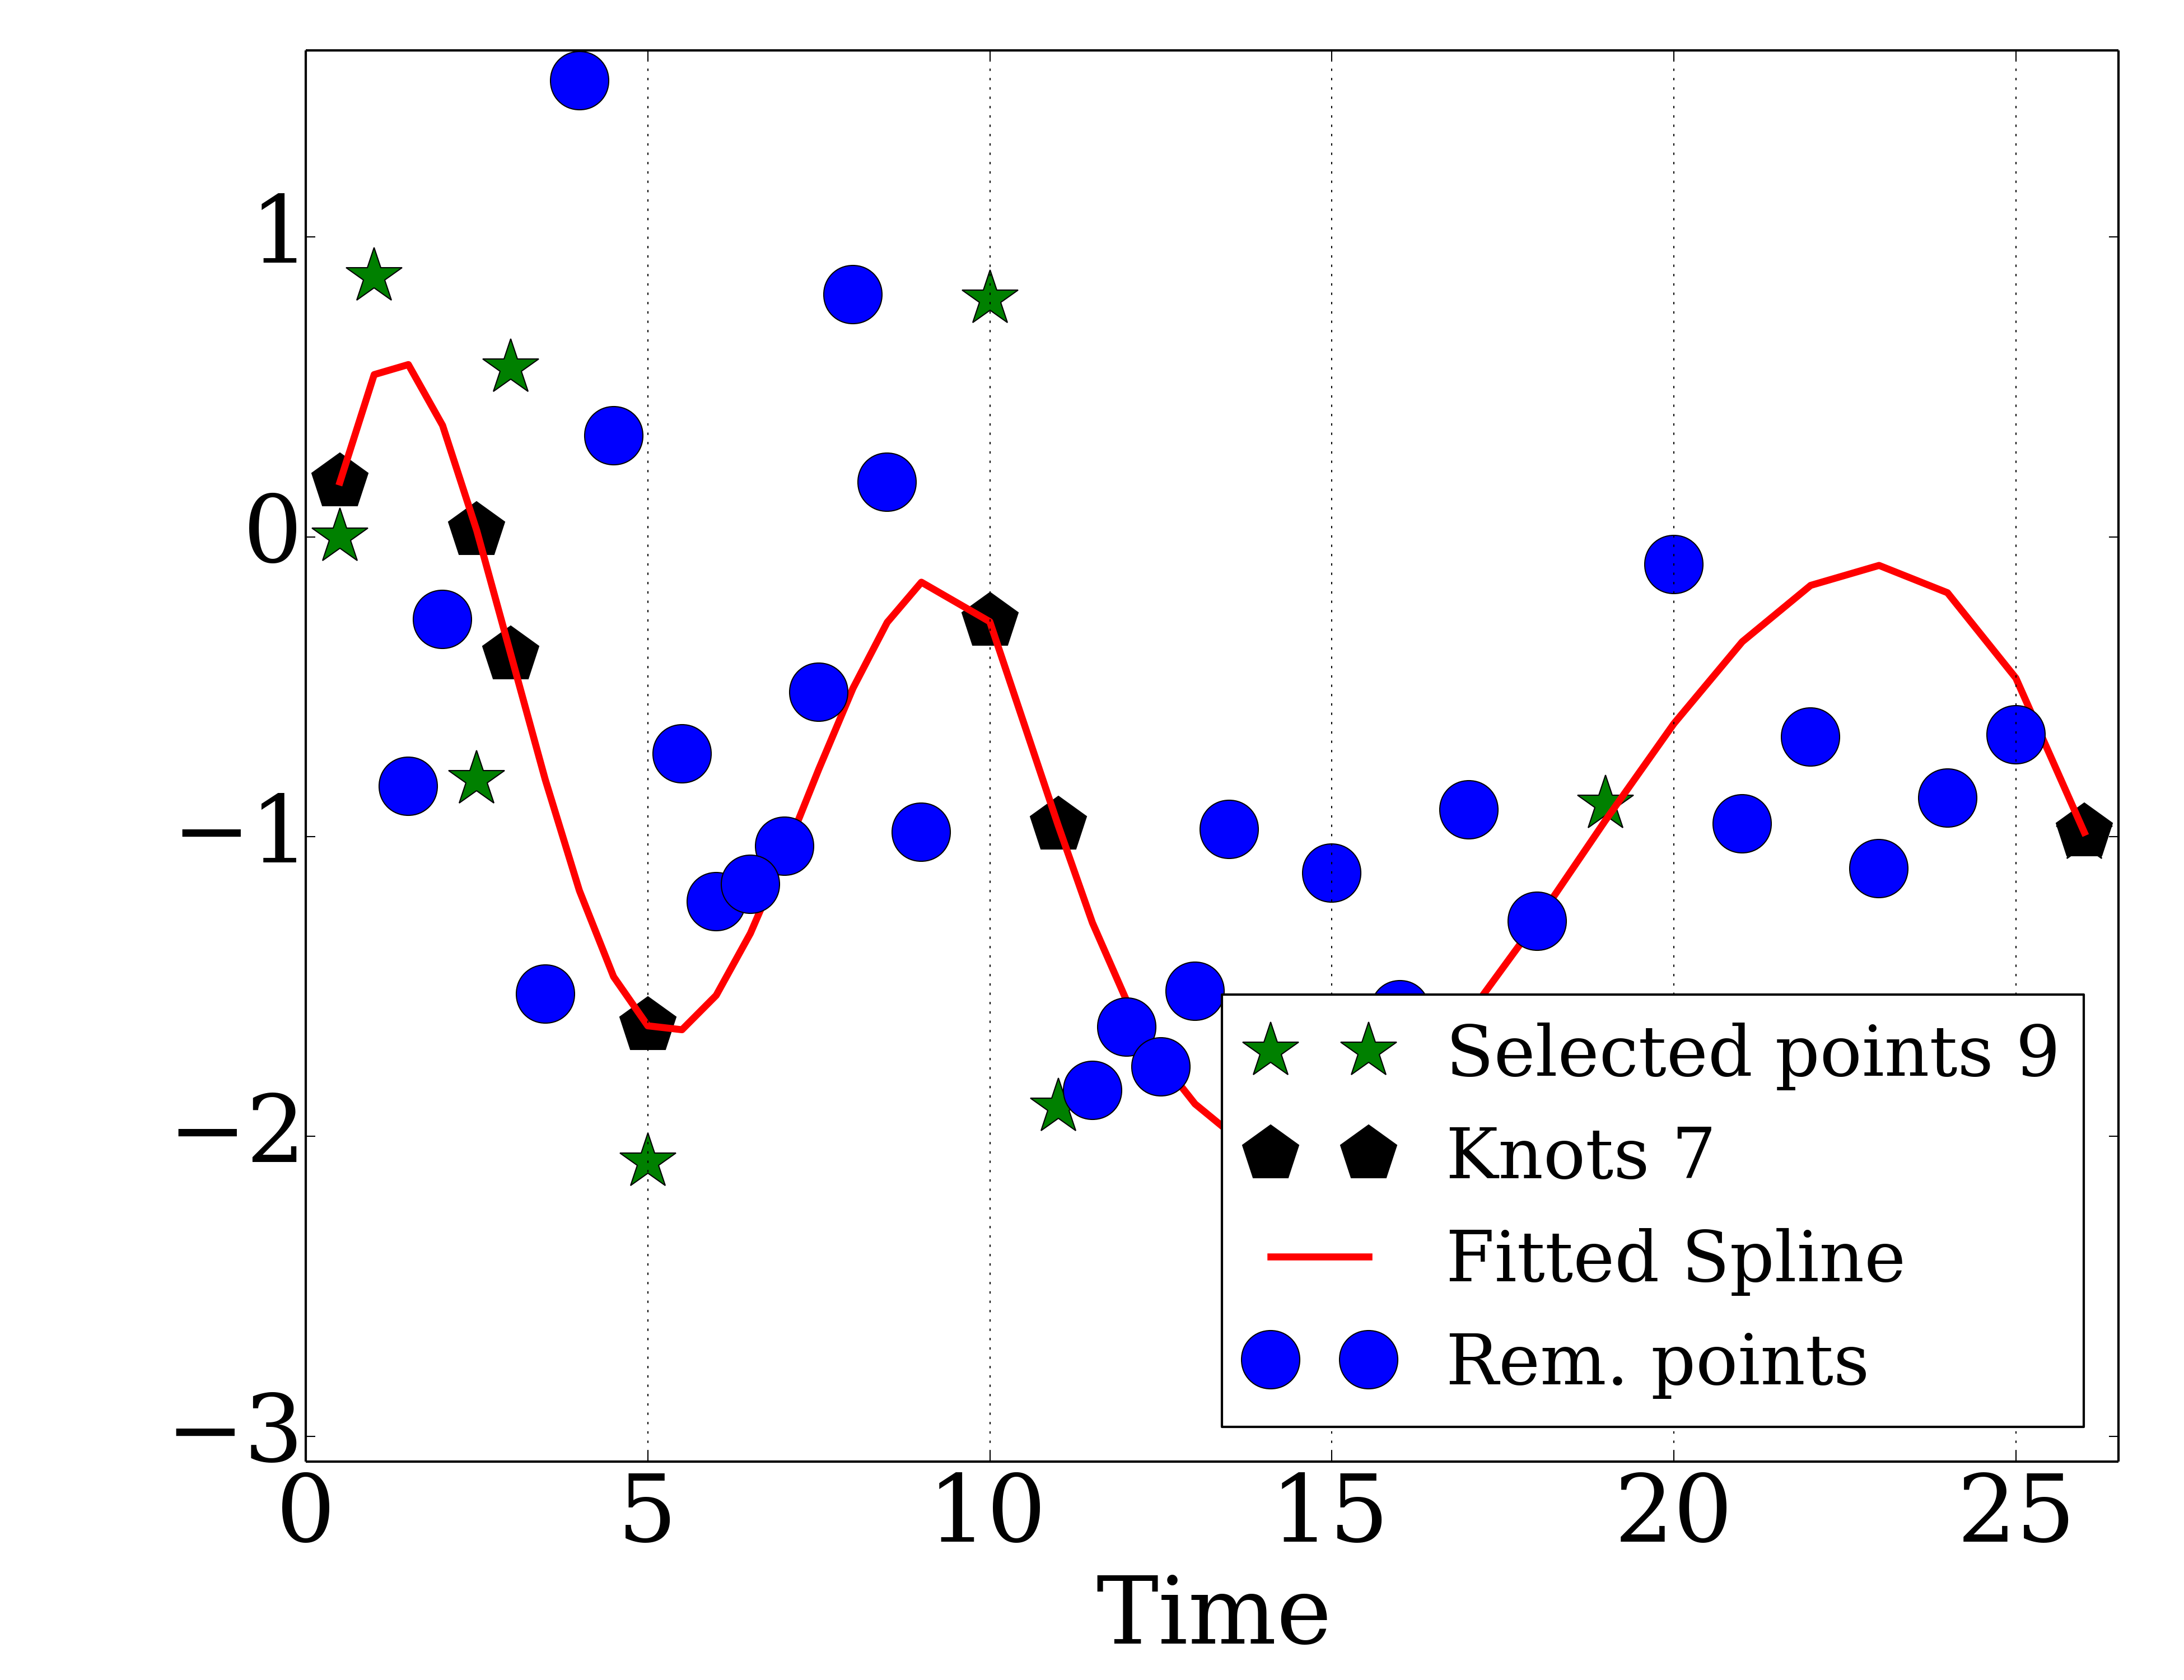 1
0
−1
−2
−3
0 5 10 15 20 25
Time
Selected points 9
Knots 7
Fitted Spline
Rem. points